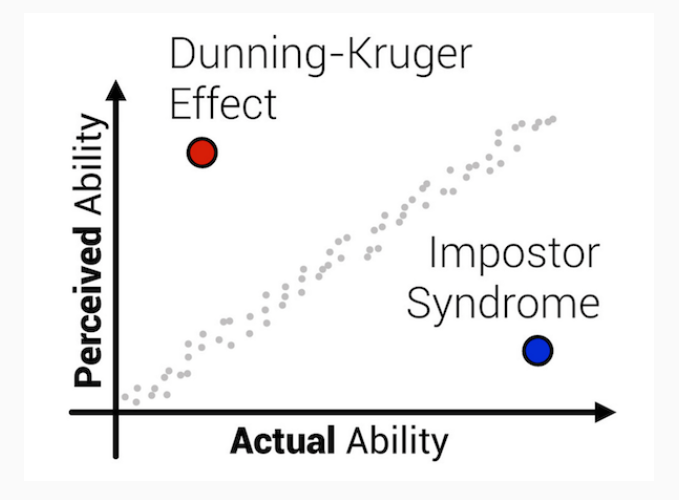 Dunning-Kruger
Effect
Perceived Ability
Impostor
Syndrome
Actual Ability